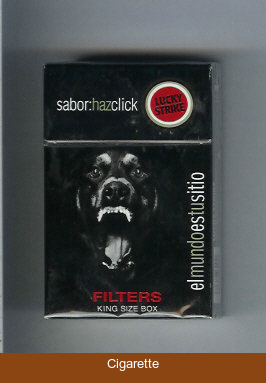 sabor:hazclick
LUCKY
STRIKE
elmundoestusitio
FILTERS
KING SIZE BOX
Cigarette